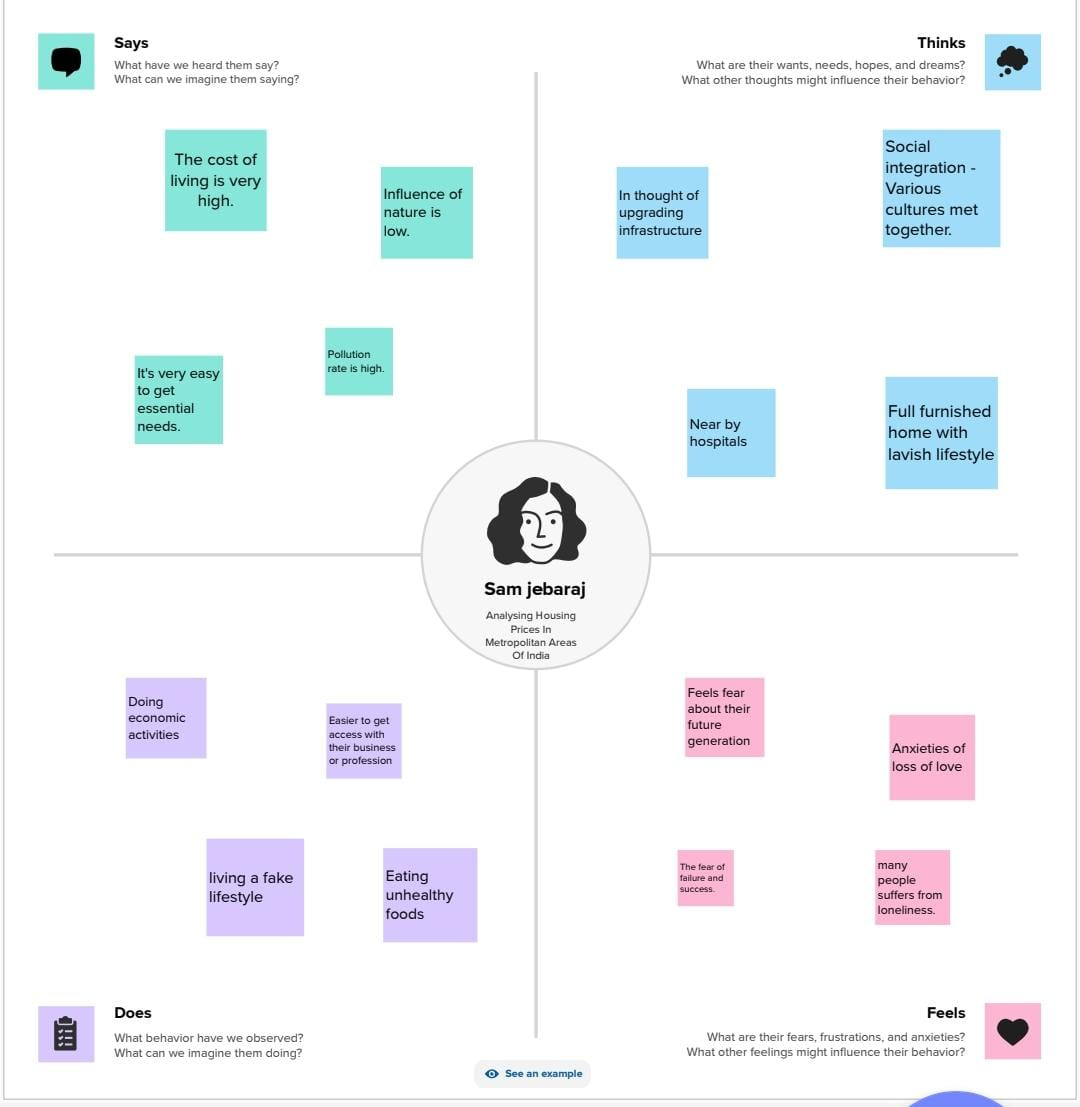 Says
What have we heard them say?
What can we imagine them saying?
Thinks
What are their wants, needs, hopes, and dreams?
What other thoughts might influence their behavior?
The cost of
living is very
high.
Influence of
nature is
low.
It's very easy
to get
essential
needs.
Pollution
rate is high.
In thought of
upgrading
infrastructure
Social
integration -
Various
cultures met
together.
Near by
hospitals
Full furnished
home with
lavish lifestyle
Sam jebaraj
Analysing Housing
Prices In
Metropolitan Areas
Of India
Doing
economic
activities
Easier to get
access with
their business
or profession
living a fake
lifestyle
Eating
unhealthy
foods
Feels fear
about their
future
generation
Anxieties of
loss of love
The fear of
failure and
success.
many
people
suffers from
loneliness.
Does
What behavior have we observed?
What can we imagine them doing?
Feels
What are their fears, frustrations, and anxieties?
What other feelings might influence their behavior?
See an example